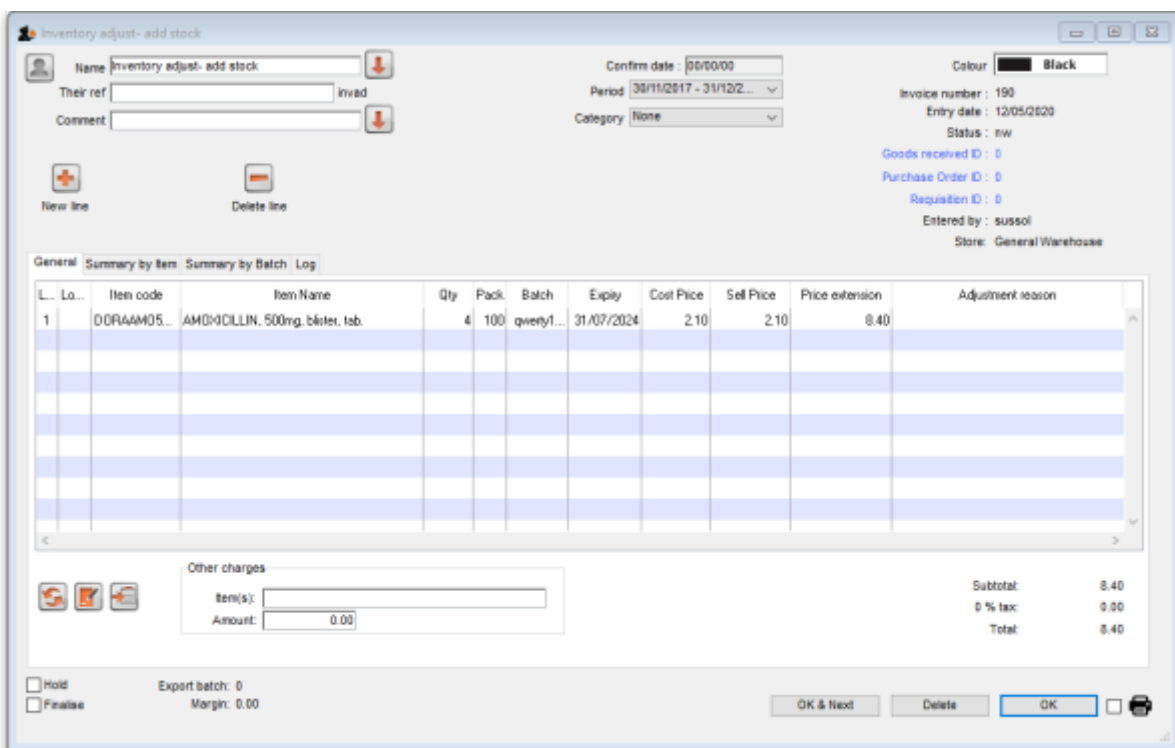 Inventory adjust- add stock
Name Inventory adjust- add stock
Their ref invad
Comment
Confirm date : 00/00/00
Period 30/11/2017 - 31/12/2...
Category None
Colour Black
Invoice number : 190
Entry date : 12/05/2020
Status : nw
Goods received ID : 0
Purchase Order ID : 0
Requisition ID : 0
Entered by : sussol
Store: General Warehouse
New line Delete line
General Summary by Item Summary by Batch Log
L... Lo... Item code Item Name Qty Pack Batch Expiry Cost Price Sell Price Price extension Adjustment reason
1 DORAAM05... AMOXICILLIN, 500mg, blister, tab. 4 100 qwerty1... 31/07/2024 2.10 2.10 8.40
Other charges
Item(s):
Amount: 0.00
Subtotal: 8.40
0 % tax: 0.00
Total: 8.40
Hold Export batch: 0
Finalise Margin: 0.00
OK & Next Delete OK